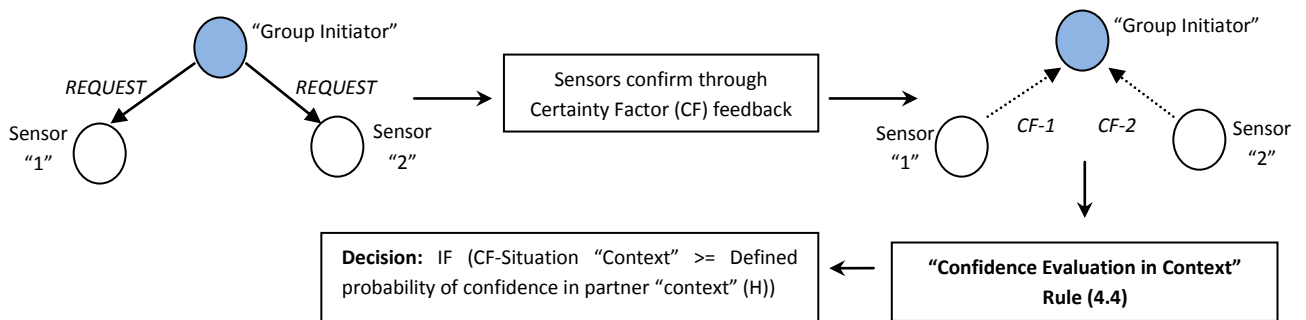 “Group Initiator”
REQUEST
REQUEST
Sensor
“1”
Sensor
“2”
Sensors confirm through
Certainty Factor (CF) feedback
“Group Initiator”
CF-1
CF-2
Sensor
“1”
Sensor
“2”
Decision: IF (CF-Situation “Context” >= Defined
probability of confidence in partner “context” (H))
“Confidence Evaluation in Context”
Rule (4.4)